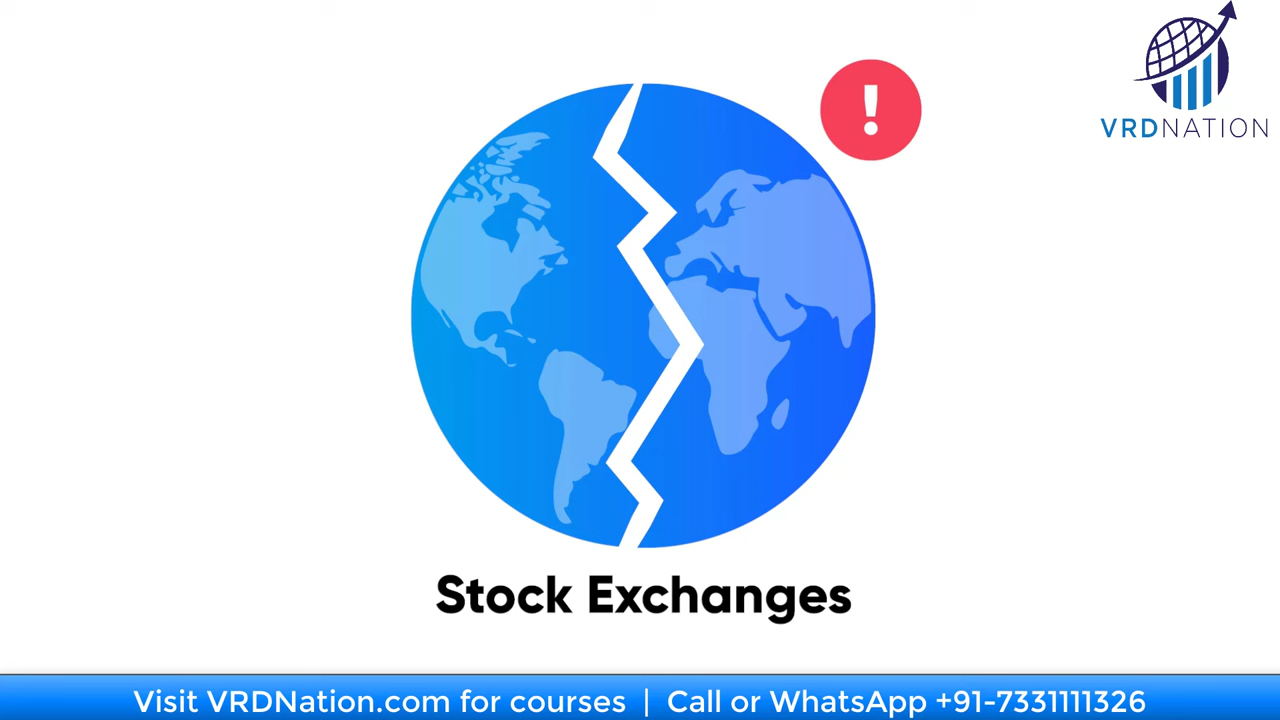 !
VRDNATION
Stock Exchanges
Visit VRDNation.com for courses | Call or WhatsApp +91-7331111326